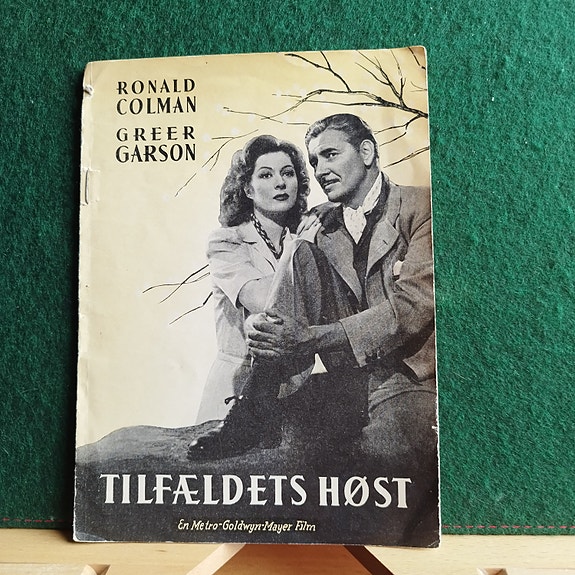 RONALD
COLMAN
GREER
GARSON
TILFÆLDETS HØST
En Metro-Goldwyn-Mayer Film